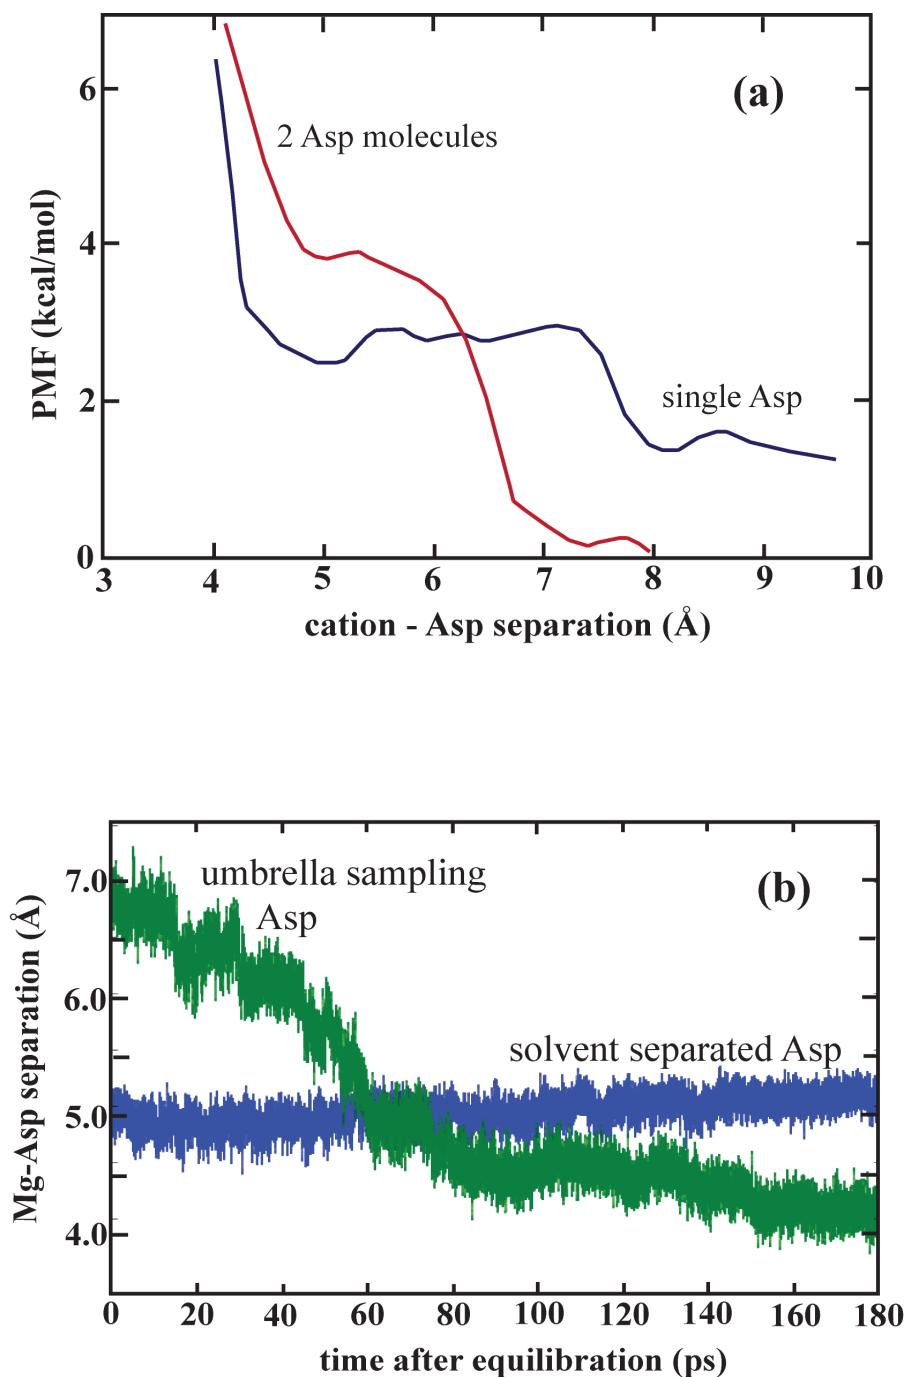 (a)
2 Asp molecules
single Asp
PMF (kcal/mol)
6
4
2
0
3 4 5 6 7 8 9 10
cation - Asp separation (Å)
(b)
umbrella sampling
Asp
solvent separated Asp
Mg-Asp separation (Å)
7.0
6.0
5.0
4.0
0 20 40 60 80 100 120 140 160 180
time after equilibration (ps)